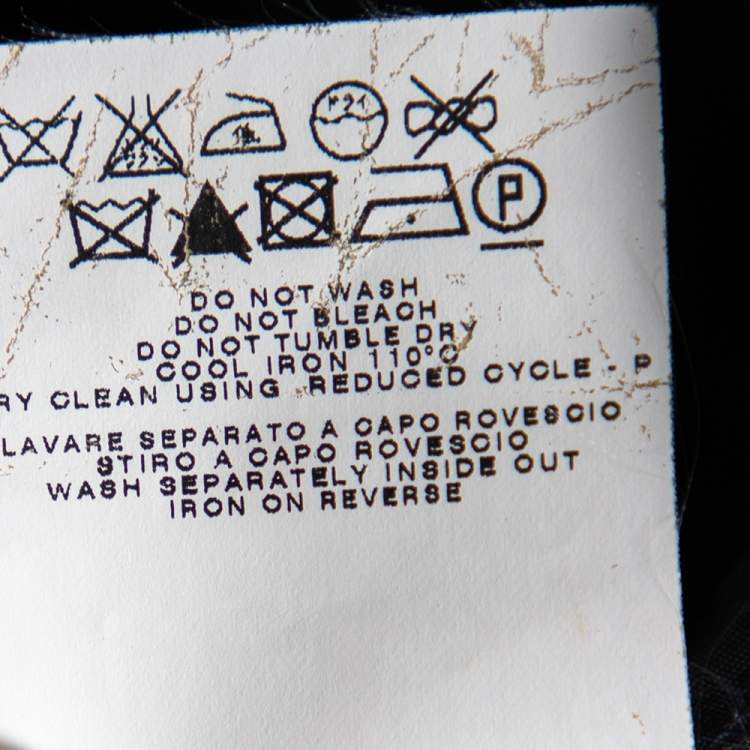 P
DO NOT WASH
DO NOT BLEACH
DO NOT TUMBLE DRY
COOL IRON 110°C
RY CLEAN USING REDUCED CYCLE - P
LAVARE SEPARATO A CAPO ROVESCIO
STIRO A CAPO ROVESCIO
WASH SEPARATELY INSIDE OUT
IRON ON REVERSE